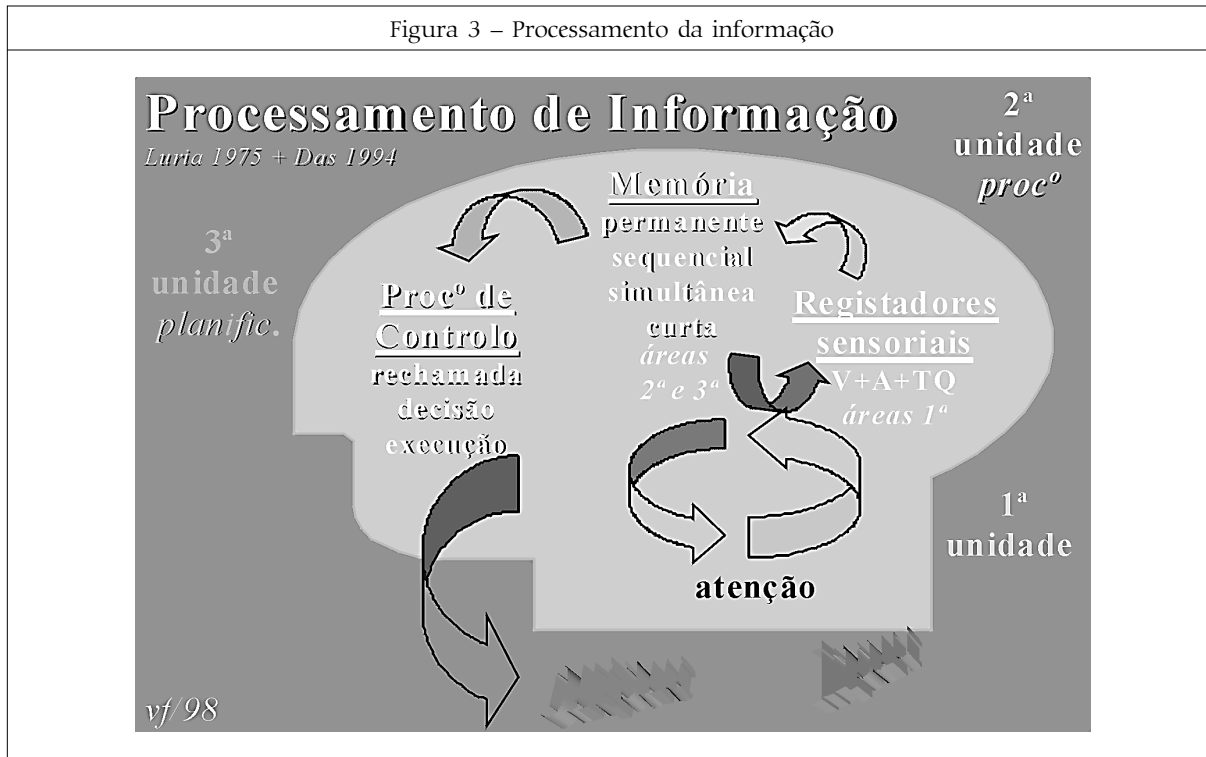 Figura 3 – Processamento da informação
Processamento de Informação
Luria 1975 + Das 1994
2ª
unidade
procº
Memória
permanente
sequencial
simultânea
curta
áreas
2ª e 3ª
3ª
unidade
planific.
Procº de
Controlo
rechamada
decisão
execução
Registadores
sensoriais
V+A+TQ
áreas 1ª
1ª
unidade
atenção
vf/98